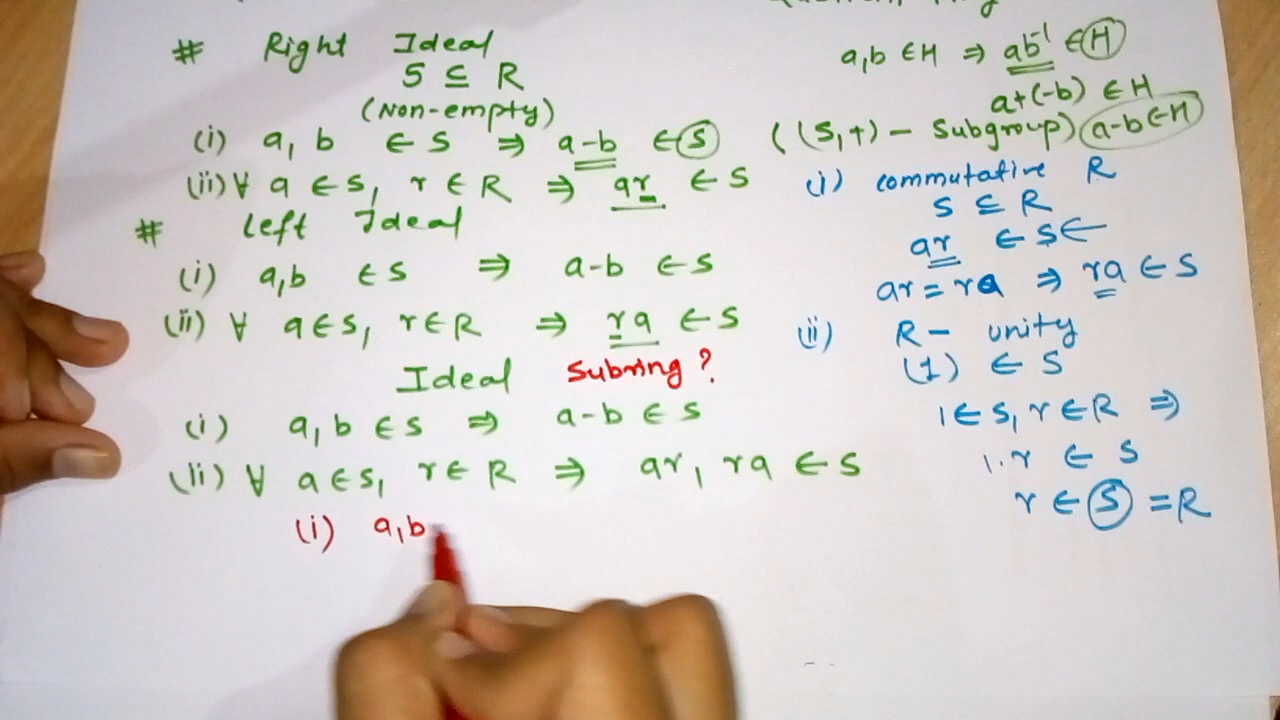 # Right Ideal
S ⊆ R
(Non-empty)
(i) a, b ∈ S ⇒ a-b ∈ S
(ii) ∀ a ∈ S, r ∈ R ⇒ ar ∈ S
# Left Ideal
(i) a,b ∈ S ⇒ a-b ∈ S
(ii) ∀ a ∈ S, r ∈ R ⇒ ra ∈ S
Ideal Subring?
(i) a, b ∈ S ⇒ a-b ∈ S
(ii) ∀ a ∈ S, r ∈ R ⇒ ar, ra ∈ S
(i) a, b
a,b ∈ H ⇒ ab⁻¹ ∈ H
a+(-b) ∈ H
((S,+) - Subgroup) a-b ∈ H
(i) commutative R
S ⊆ R
ar ∈ S ←
ar = ra ⇒ ra ∈ S
(ii) R - unity
(1) ∈ S
1 ∈ S, r ∈ R ⇒
1. r ∈ S
r ∈ S = R